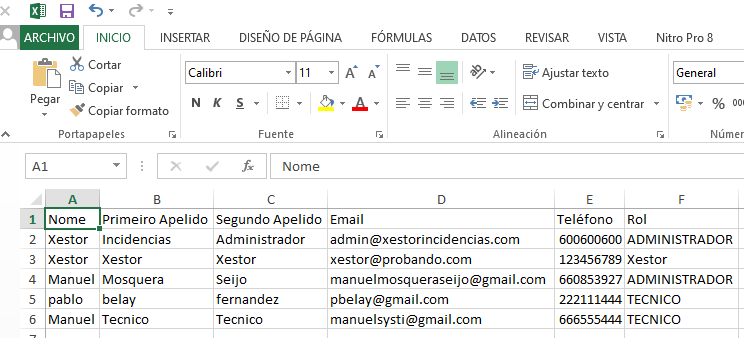 ARCHIVO INICIO INSERTAR DISEÑO DE PÁGINA FÓRMULAS DATOS REVISAR VISTA Nitro Pro 8
Cortar
Copiar
Copiar formato
Pegar
Portapapeles
Calibri 11
N K S
Fuente
Ajustar texto
Combinar y centrar
Alineación
General
% 000
Número
A1 fx Nome
A B C D E F
1 Nome Primeiro Apelido Segundo Apelido Email Teléfono Rol
2 Xestor Incidencias Administrador admin@xestorincidencias.com 600600600 ADMINISTRADOR
3 Xestor Xestor Xestor xestor@probando.com 123456789 Xestor
4 Manuel Mosquera Seijo manuelmosqueraseijo@gmail.com 660853927 ADMINISTRADOR
5 pablo belay fernandez pbelay@gmail.com 222111444 TECNICO
6 Manuel Tecnico Tecnico manuelsysti@gmail.com 666555444 TECNICO